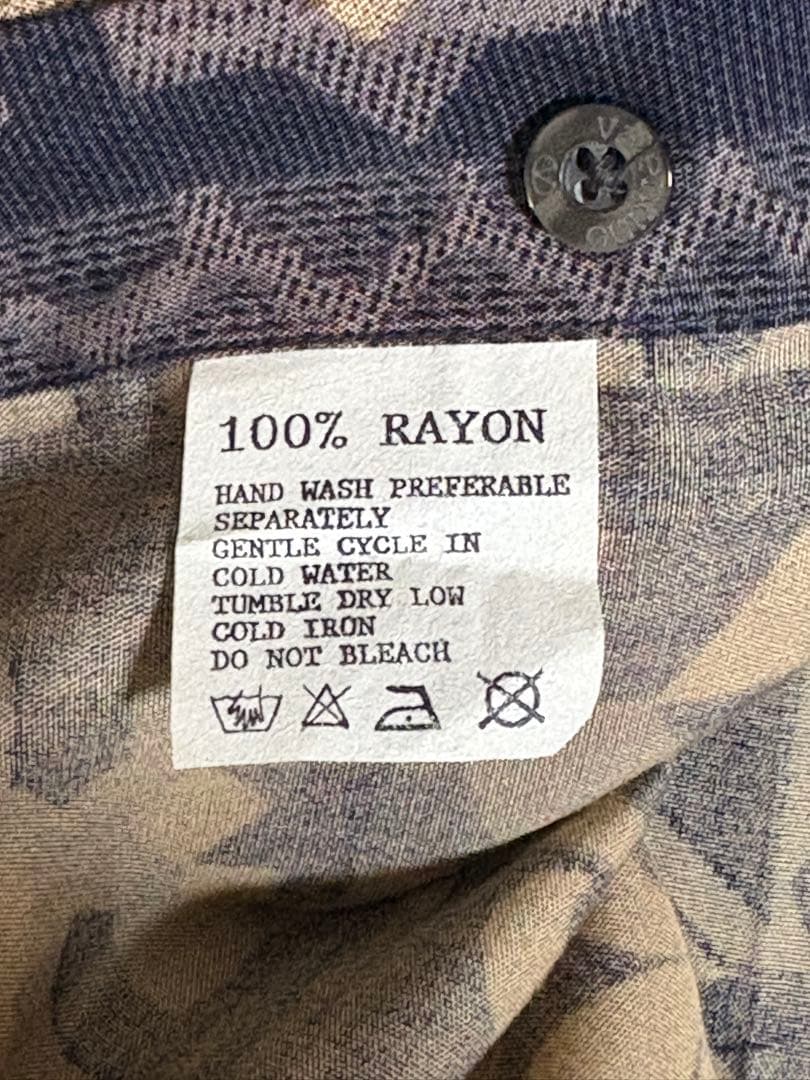 100% RAYON
HAND WASH PREFERABLE
SEPARATELY
GENTLE CYCLE IN
COLD WATER
TUMBLE DRY LOW
COLD IRON
DO NOT BLEACH